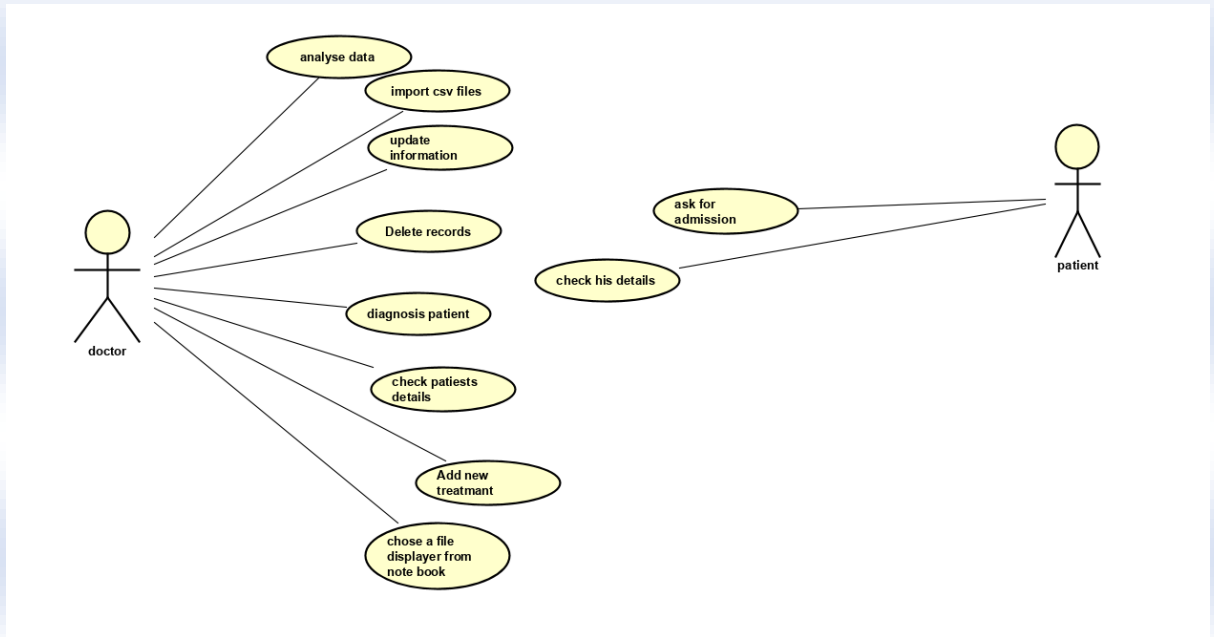 analyse data
import csv files
update
information
ask for
admission
Delete records
patient
check his details
diagnosis patient
doctor
check patiests
details
Add new
treatmant
chose a file
displayer from
note book